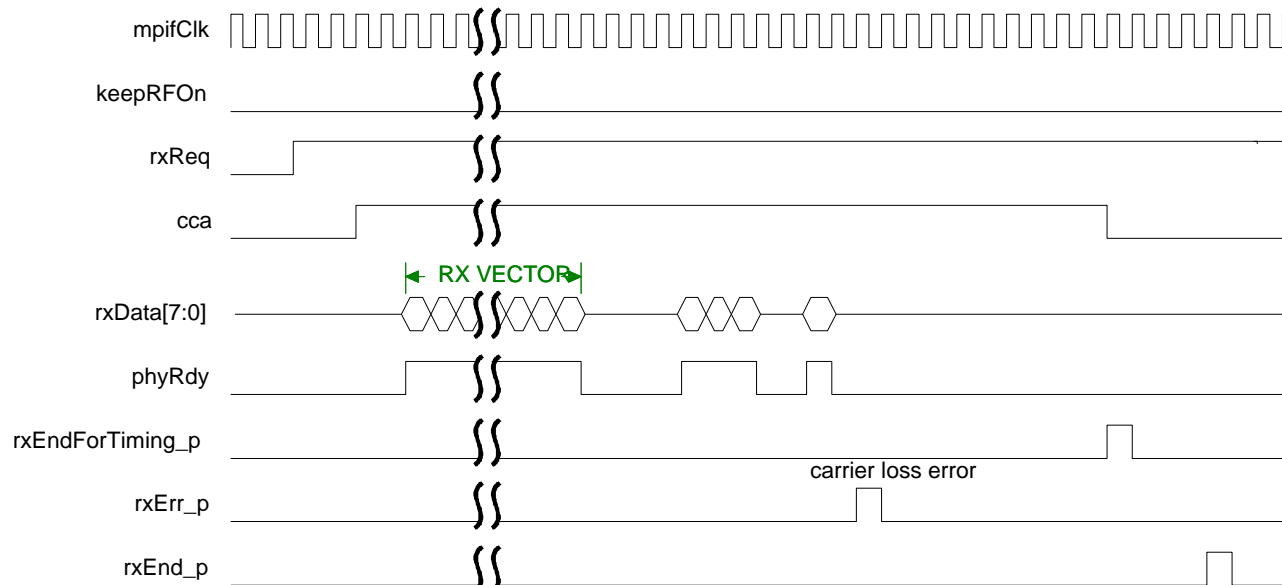 mpifClk
keepRFOn
rxReq
cca
RX VECTOR
rxData[7:0]
phyRdy
rxEndForTiming_p
carrier loss error
rxErr_p
rxEnd_p